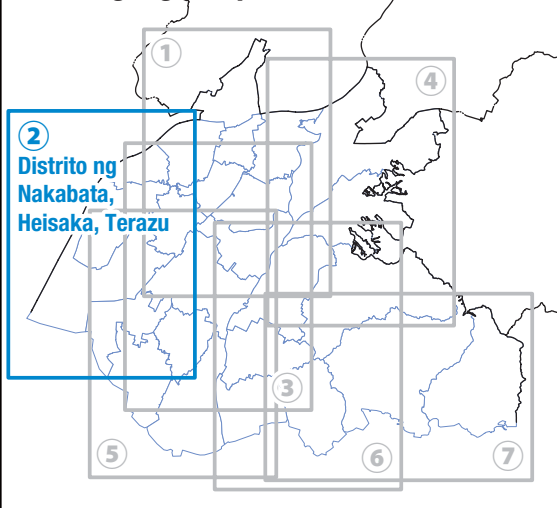 ①
④
②
Distrito ng
Nakabata,
Heisaka, Terazu
③
⑤
⑥
⑦